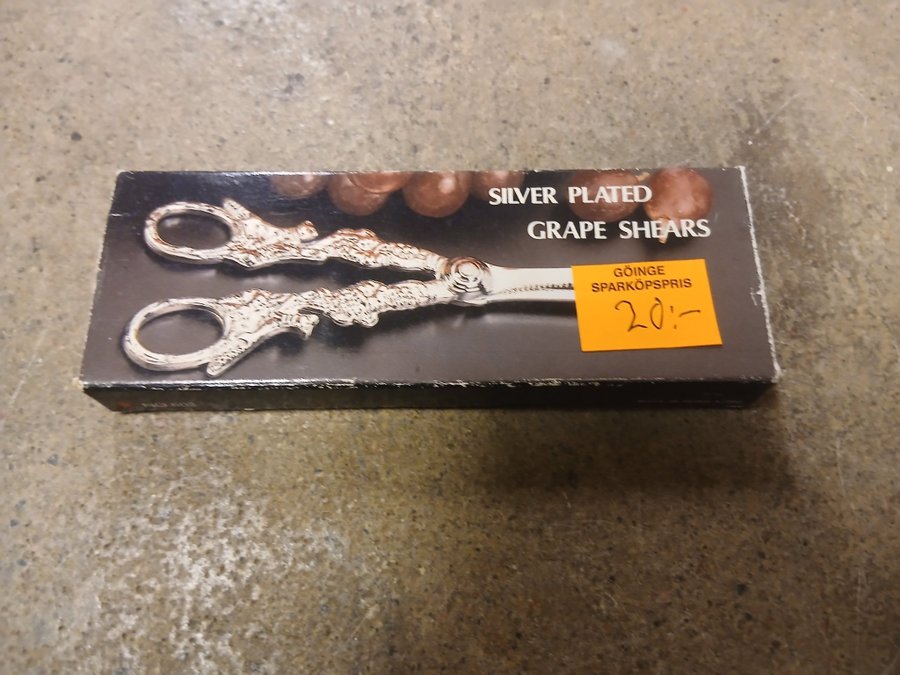 SILVER PLATED
GRAPE SHEARS
GÖINGE
SPARKÖPSPRIS
20:-